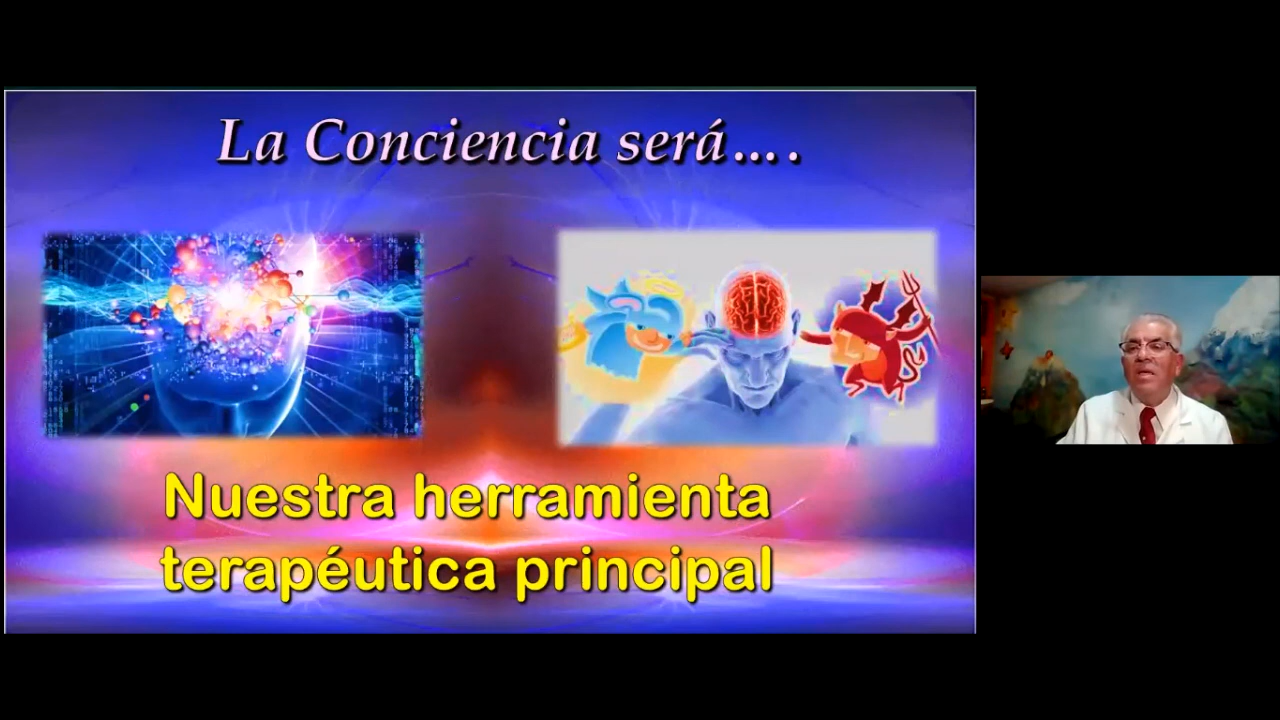 La Conciencia será... .
Nuestra herramienta
terapéutica principal